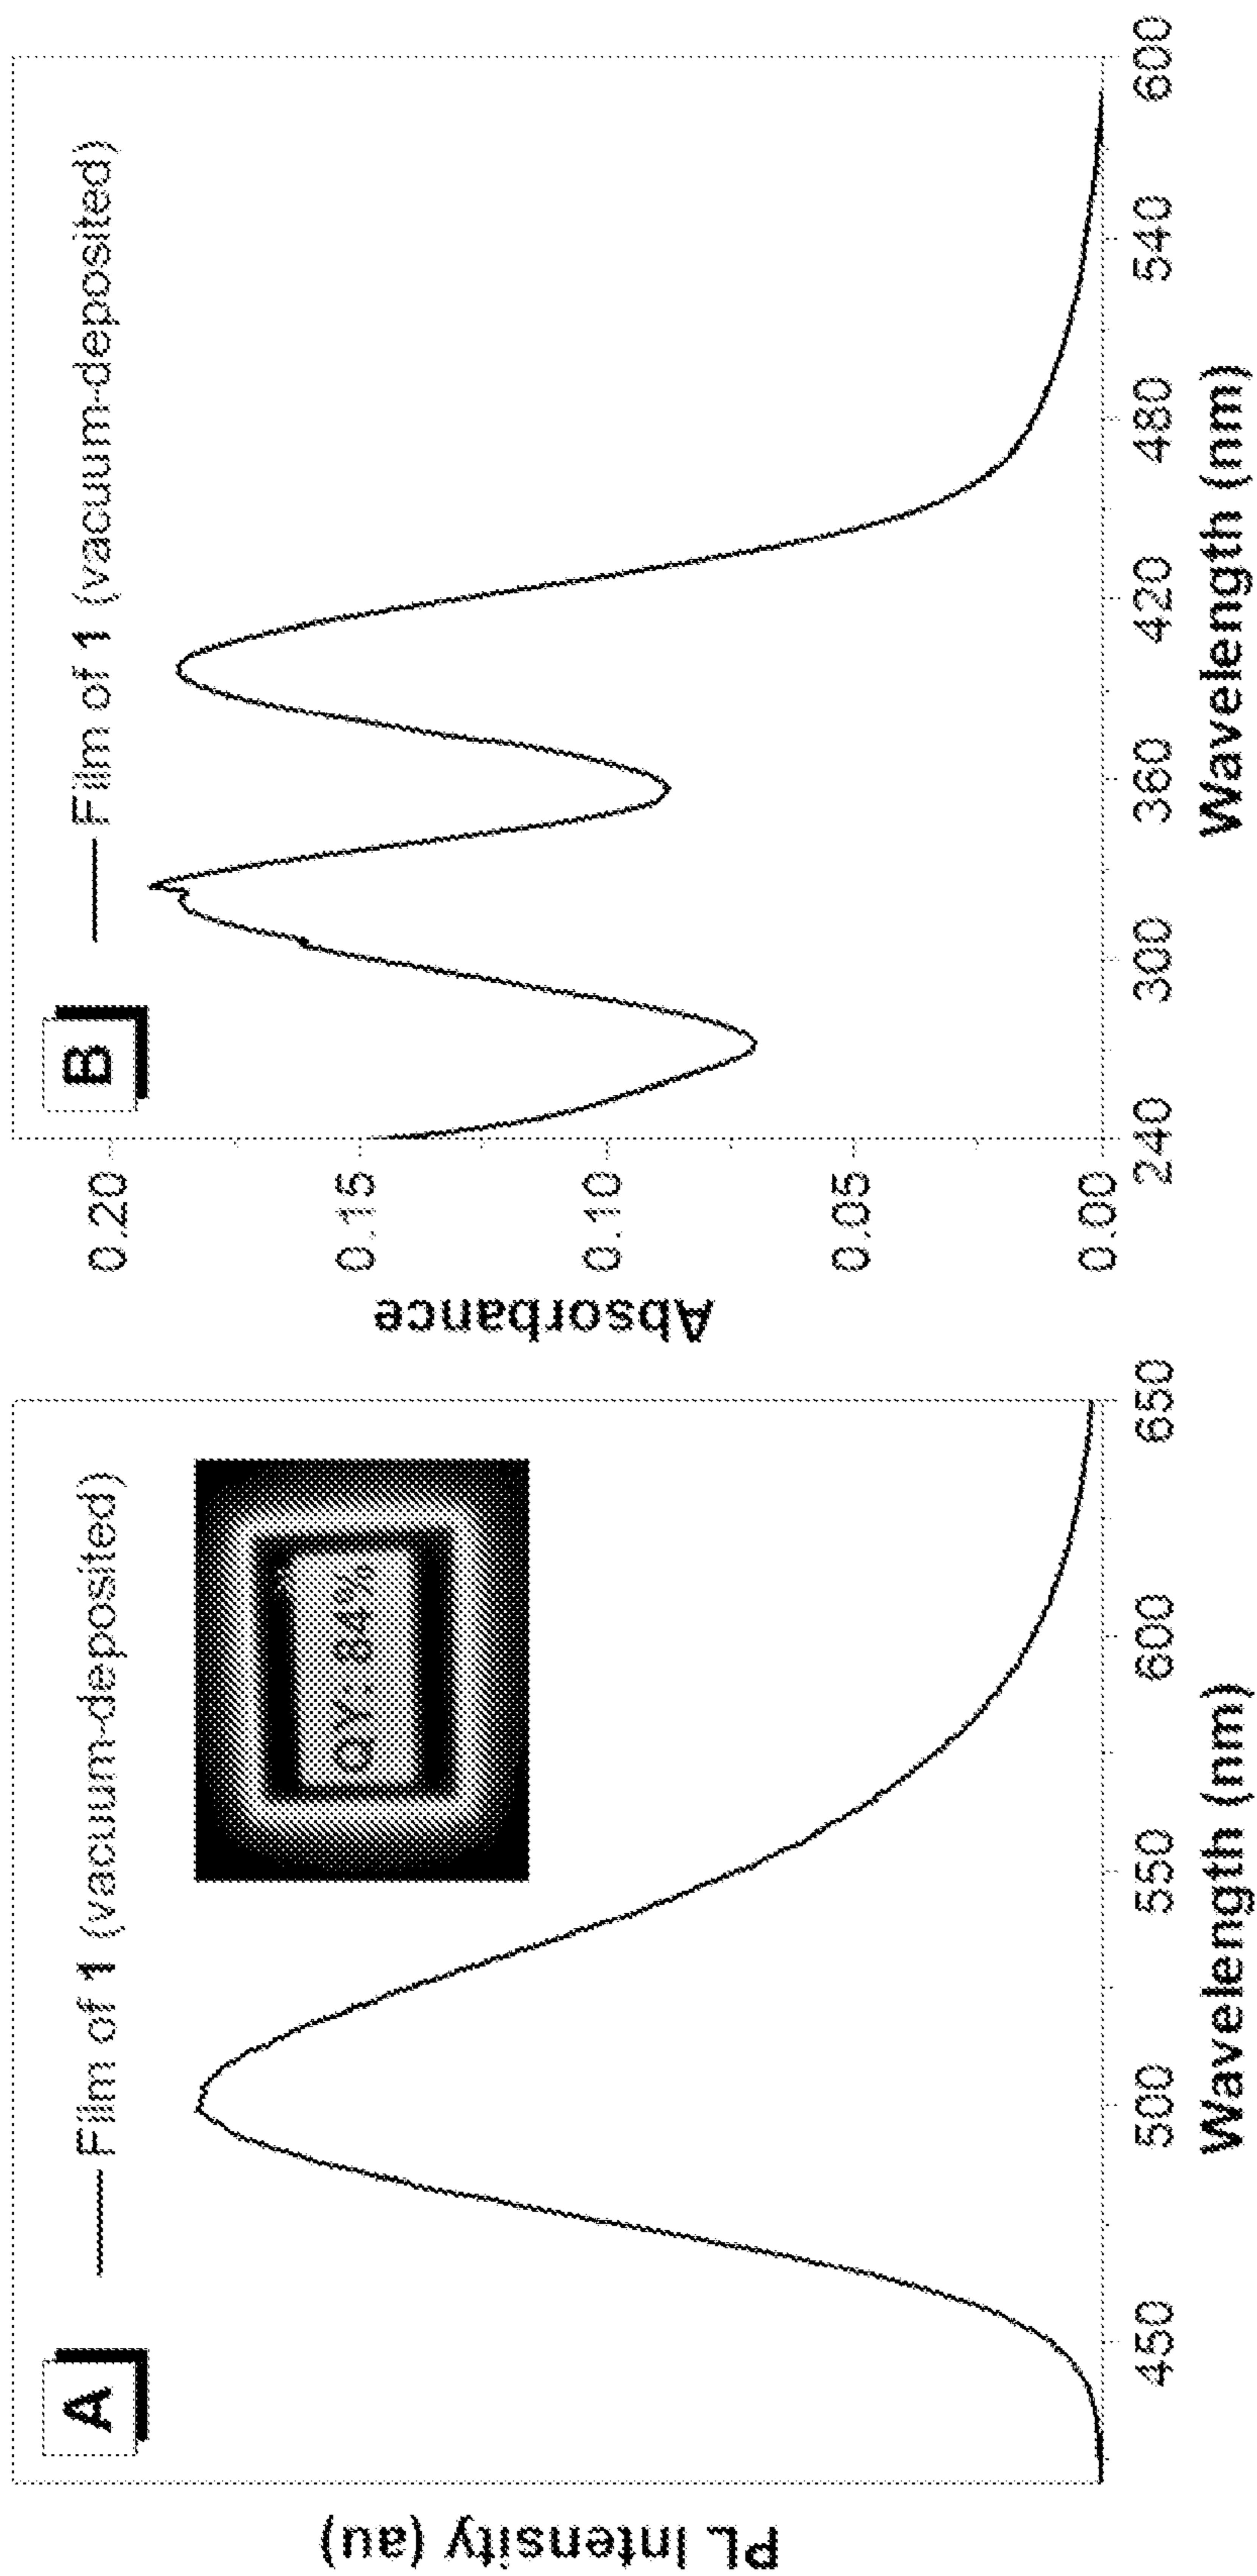 A
Film of 1 (vacuum-deposited)
QY: 84%
PL Intensity (au)
450
500
550
600
650
Wavelength (nm)
B
Film of 1 (vacuum-deposited)
Absorbance
0.20
0.15
0.10
0.05
0.00
240
300
360
420
480
540
600
Wavelength (nm)